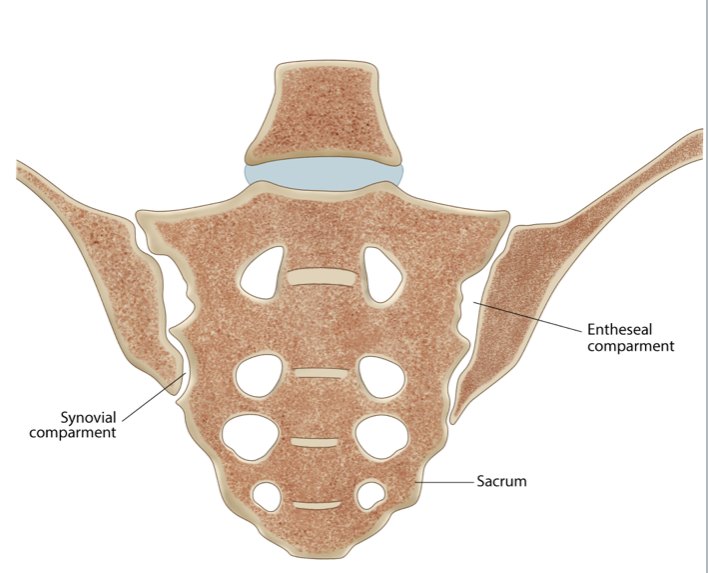 Entheseal
comparment
Synovial
comparment
Sacrum